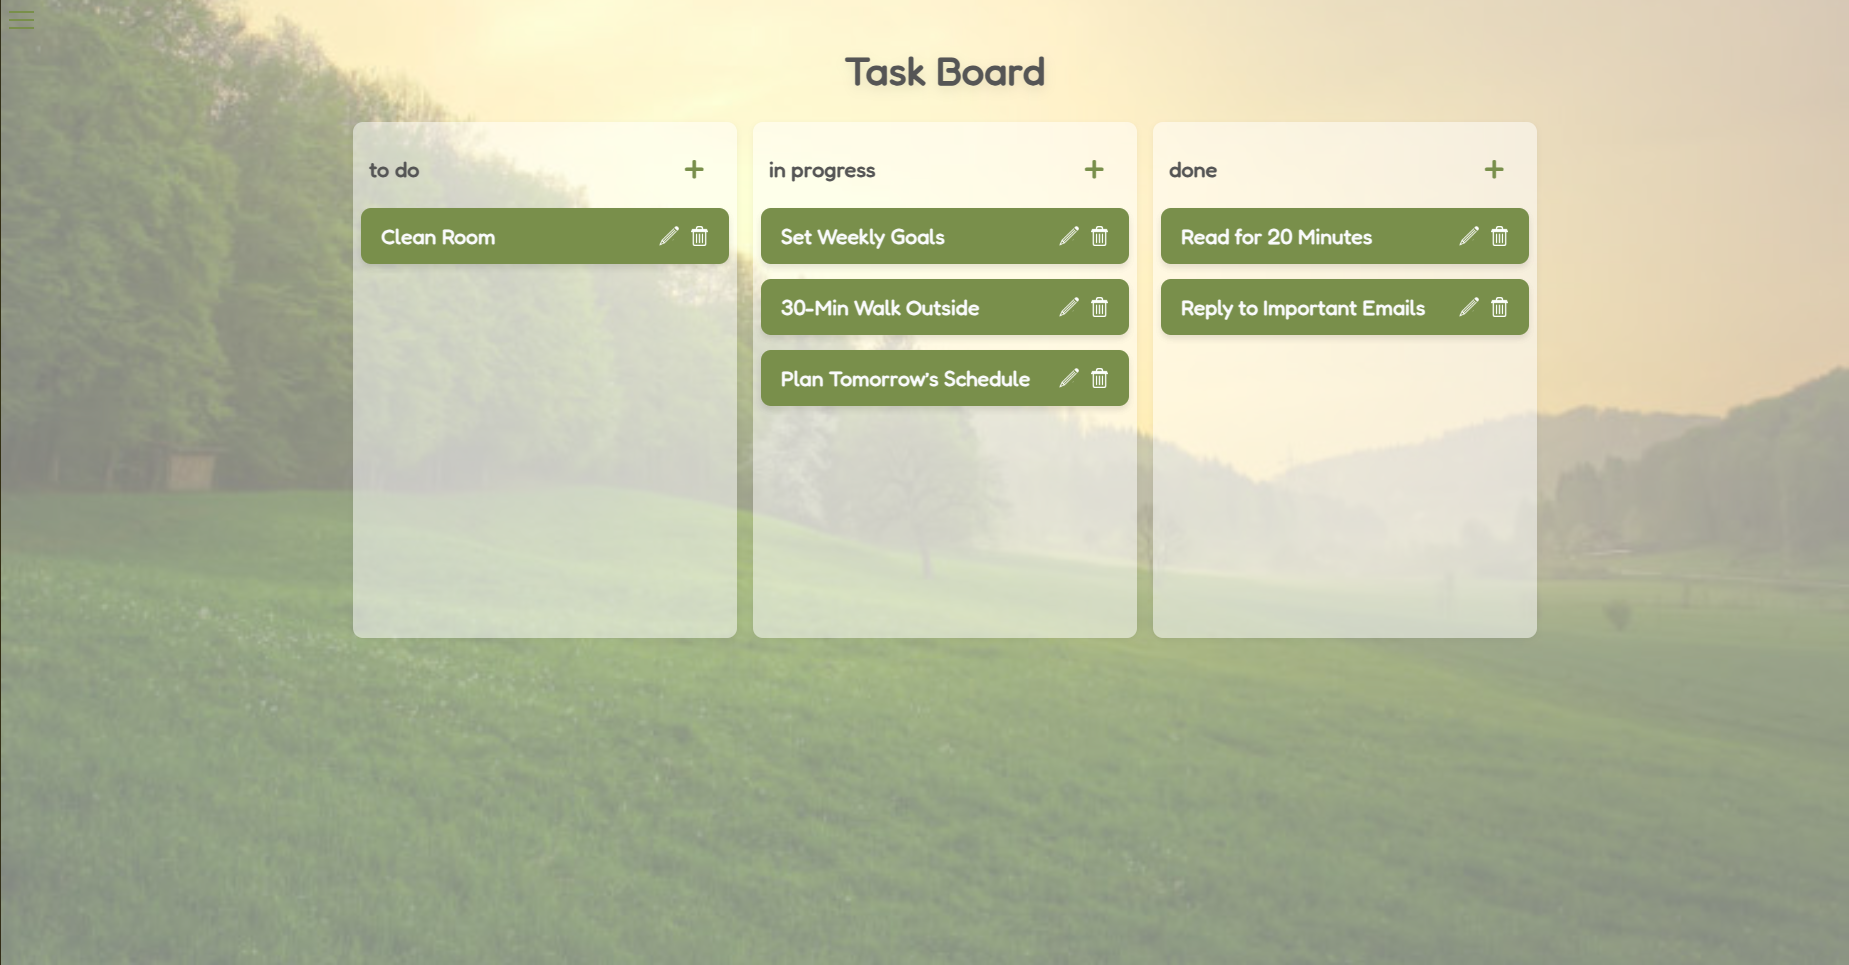 Task Board
to do
Clean Room
in progress
Set Weekly Goals
30-Min Walk Outside
Plan Tomorrow's Schedule
done
Read for 20 Minutes
Reply to Important Emails